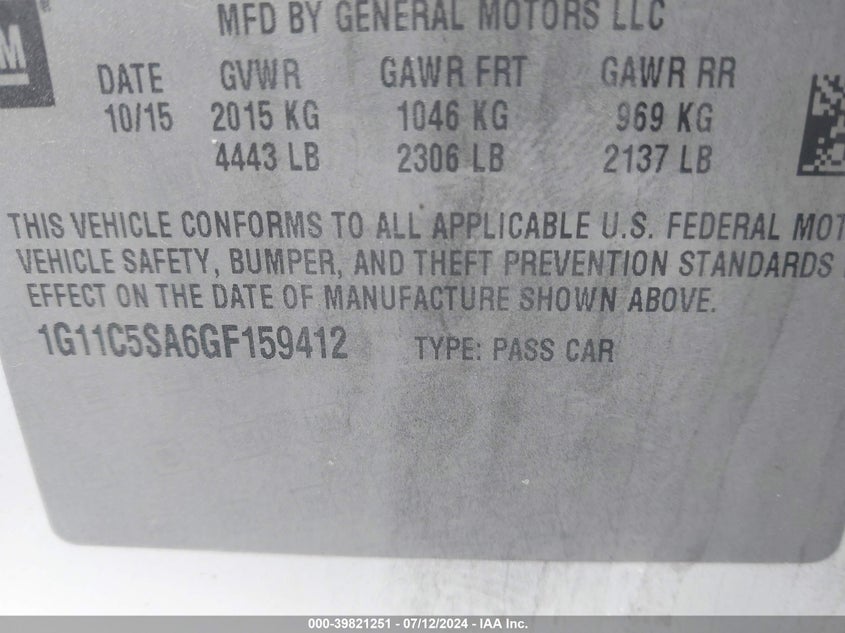 GM
MFD BY GENERAL MOTORS LLC
DATE GVWR GAWR FRT GAWR RR
10/15 2015 KG 1046 KG 969 KG
4443 LB 2306 LB 2137 LB
THIS VEHICLE CONFORMS TO ALL APPLICABLE U.S. FEDERAL MOT
VEHICLE SAFETY, BUMPER, AND THEFT PREVENTION STANDARDS
EFFECT ON THE DATE OF MANUFACTURE SHOWN ABOVE.
1G11C5SA6GF159412 TYPE: PASS CAR
000-39821251 - 07/12/2024 - IAA Inc.